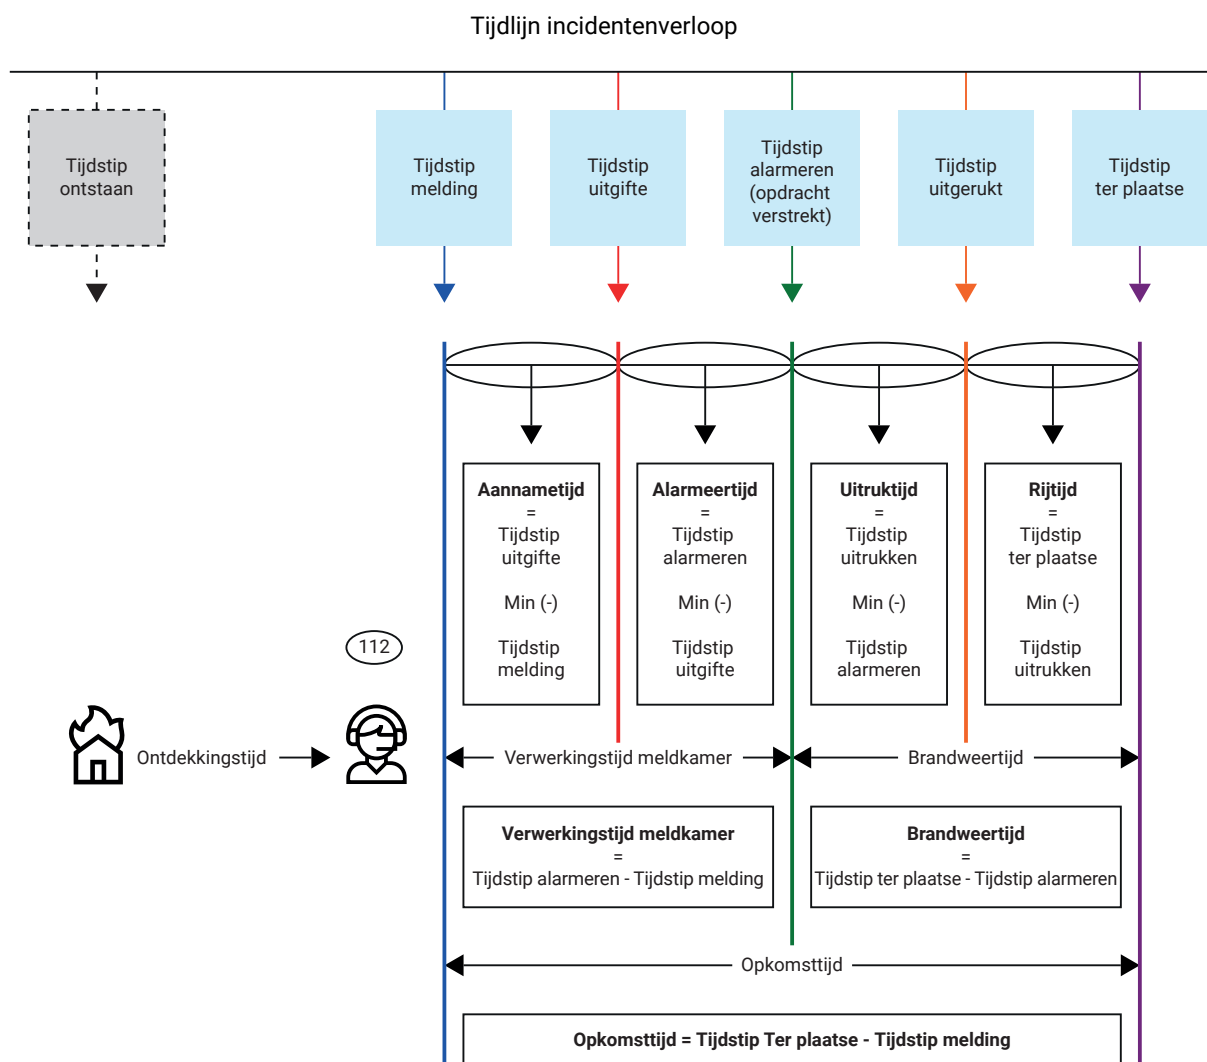 Tijdlijn incidentenverloop
Tijdstip
ontstaan
Tijdstip
melding
Tijdstip
uitgifte
Tijdstip
alarmeren
(opdracht
verstrekt)
Tijdstip
uitgerukt
Tijdstip
ter plaatse
Aannametijd
=
Tijdstip
uitgifte
Min (-)
Tijdstip
melding
Alarmeertijd
=
Tijdstip
alarmeren
Min (-)
Tijdstip
uitgifte
Uitruktijd
=
Tijdstip
uitrukken
Min (-)
Tijdstip
alarmeren
Rijtijd
=
Tijdstip
ter plaatse
Min (-)
Tijdstip
uitrukken
112
Ontdekkingstijd
Verwerkingstijd meldkamer
Brandweertijd
Verwerkingstijd meldkamer
=
Tijdstip alarmeren - Tijdstip melding
Brandweertijd
=
Tijdstip ter plaatse - Tijdstip alarmeren
Opkomsttijd
Opkomsttijd = Tijdstip Ter plaatse - Tijdstip melding